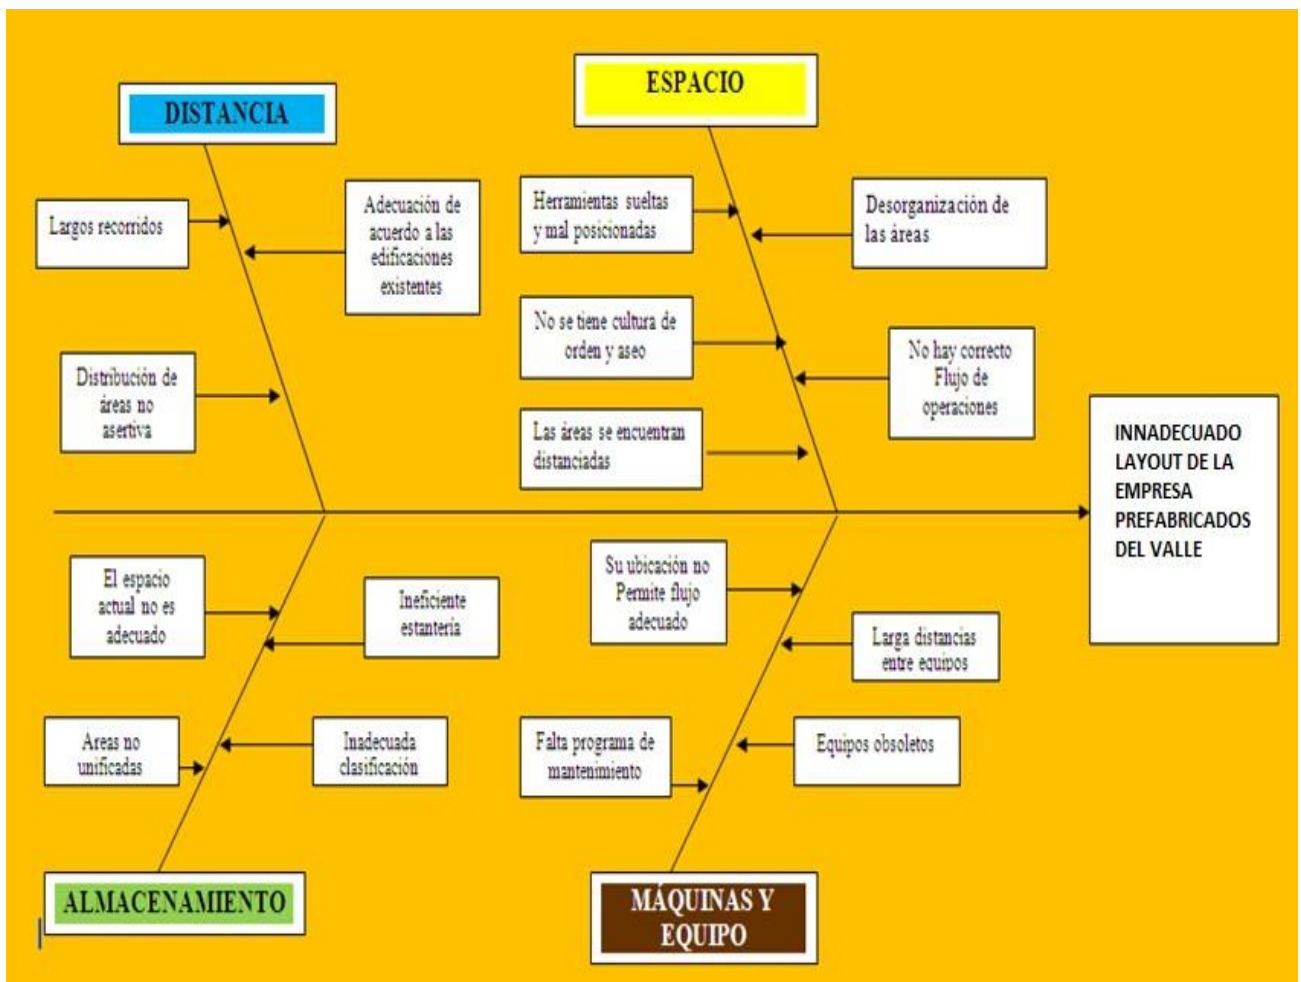 DISTANCIA
ESPACIO
Largos recorridos
Adecuación de
acuerdo a las
edificaciones
existentes
Distribución de
áreas no
asertiva
Herramientas sueltas
y mal posicionadas
Desorganización de
las áreas
No se tiene cultura de
orden y aseo
No hay correcto
Flujo de
operaciones
Las áreas se encuentran
distanciadas
INNADECUADO
LAYOUT DE LA
EMPRESA
PREFABRICADOS
DEL VALLE
El espacio
actual no es
adecuado
Ineficiente
estantería
Areas no
unificadas
Inadecuada
clasificación
Su ubicación no
Permite flujo
adecuado
Larga distancias
entre equipos
Falta programa de
mantenimiento
Equipos obsoletos
ALMACENAMIENTO
MÁQUINAS Y
EQUIPO